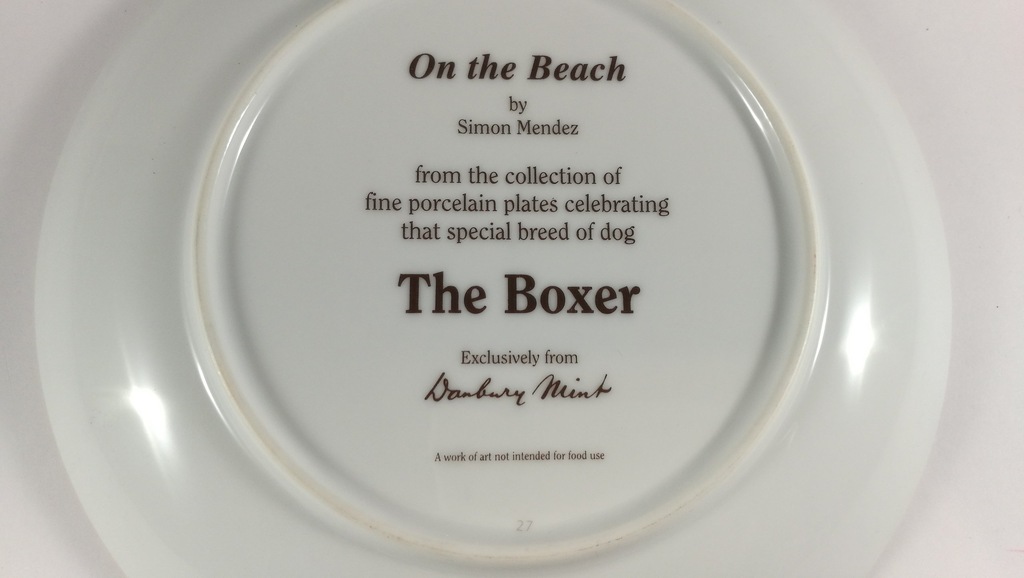 On the Beach
by
Simon Mendez
from the collection of
fine porcelain plates celebrating
that special breed of dog
The Boxer
Exclusively from
Danbury Mint
A work of art not intended for food use
27